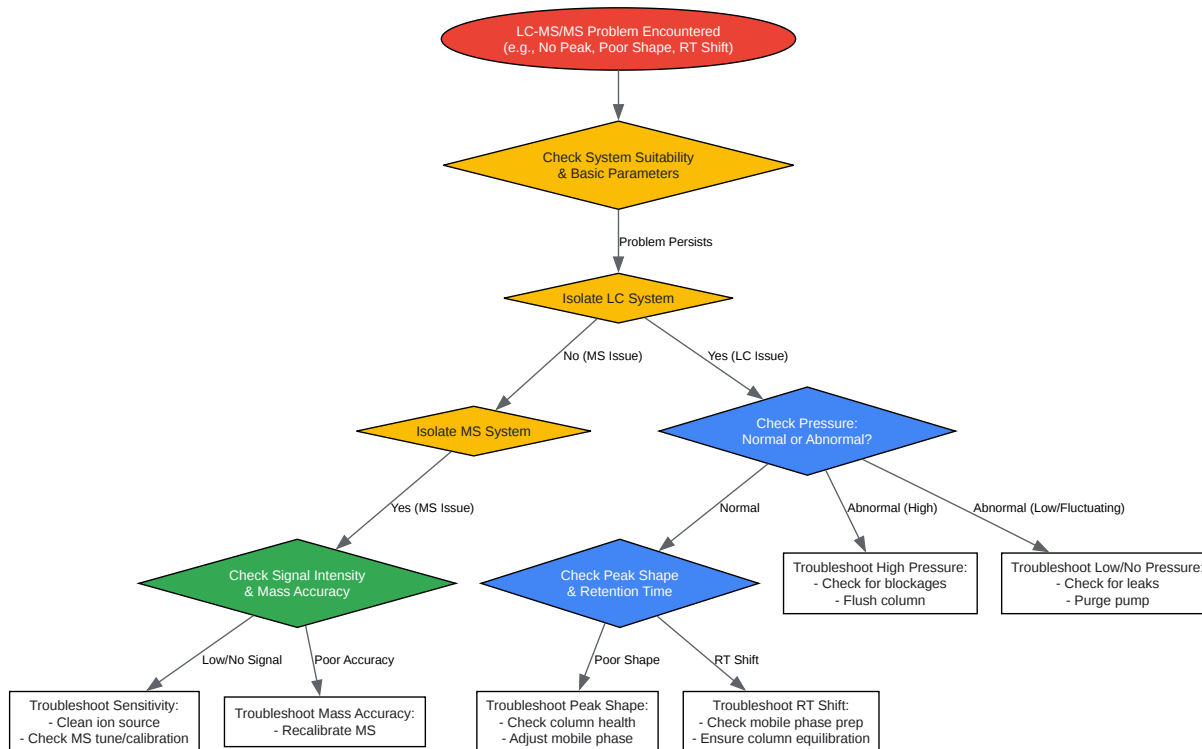 LC-MS/MS Problem Encountered
(e.g., No Peak, Poor Shape, RT Shift)
Check System Suitability
& Basic Parameters
Problem Persists
Isolate LC System
No (MS Issue)
Yes (LC Issue)
Isolate MS System
Check Pressure:
Normal or Abnormal?
Yes (MS Issue)
Normal
Abnormal (High)
Abnormal (Low/Fluctuating)
Check Signal Intensity
& Mass Accuracy
Check Peak Shape
& Retention Time
Troubleshoot High Pressure:
- Check for blockages
- Flush column
Troubleshoot Low/No Pressure:
- Check for leaks
- Purge pump
Low/No Signal
Poor Accuracy
Poor Shape
RT Shift
Troubleshoot Sensitivity:
- Clean ion source
- Check MS tune/calibration
Troubleshoot Mass Accuracy:
- Recalibrate MS
Troubleshoot Peak Shape:
- Check column health
- Adjust mobile phase
Troubleshoot RT Shift:
- Check mobile phase prep
- Ensure column equilibration